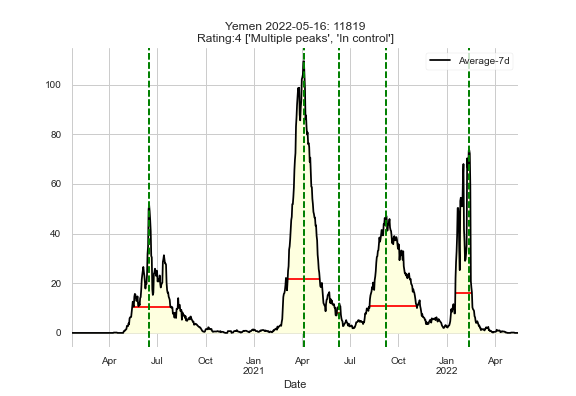 Yemen 2022-05-16: 11819
Rating:4 ['Multiple peaks', 'In control']
Average-7d
100
80
60
40
20
0
Apr Jul Oct Jan Apr Jul Oct Jan Apr
2021 2022
Date